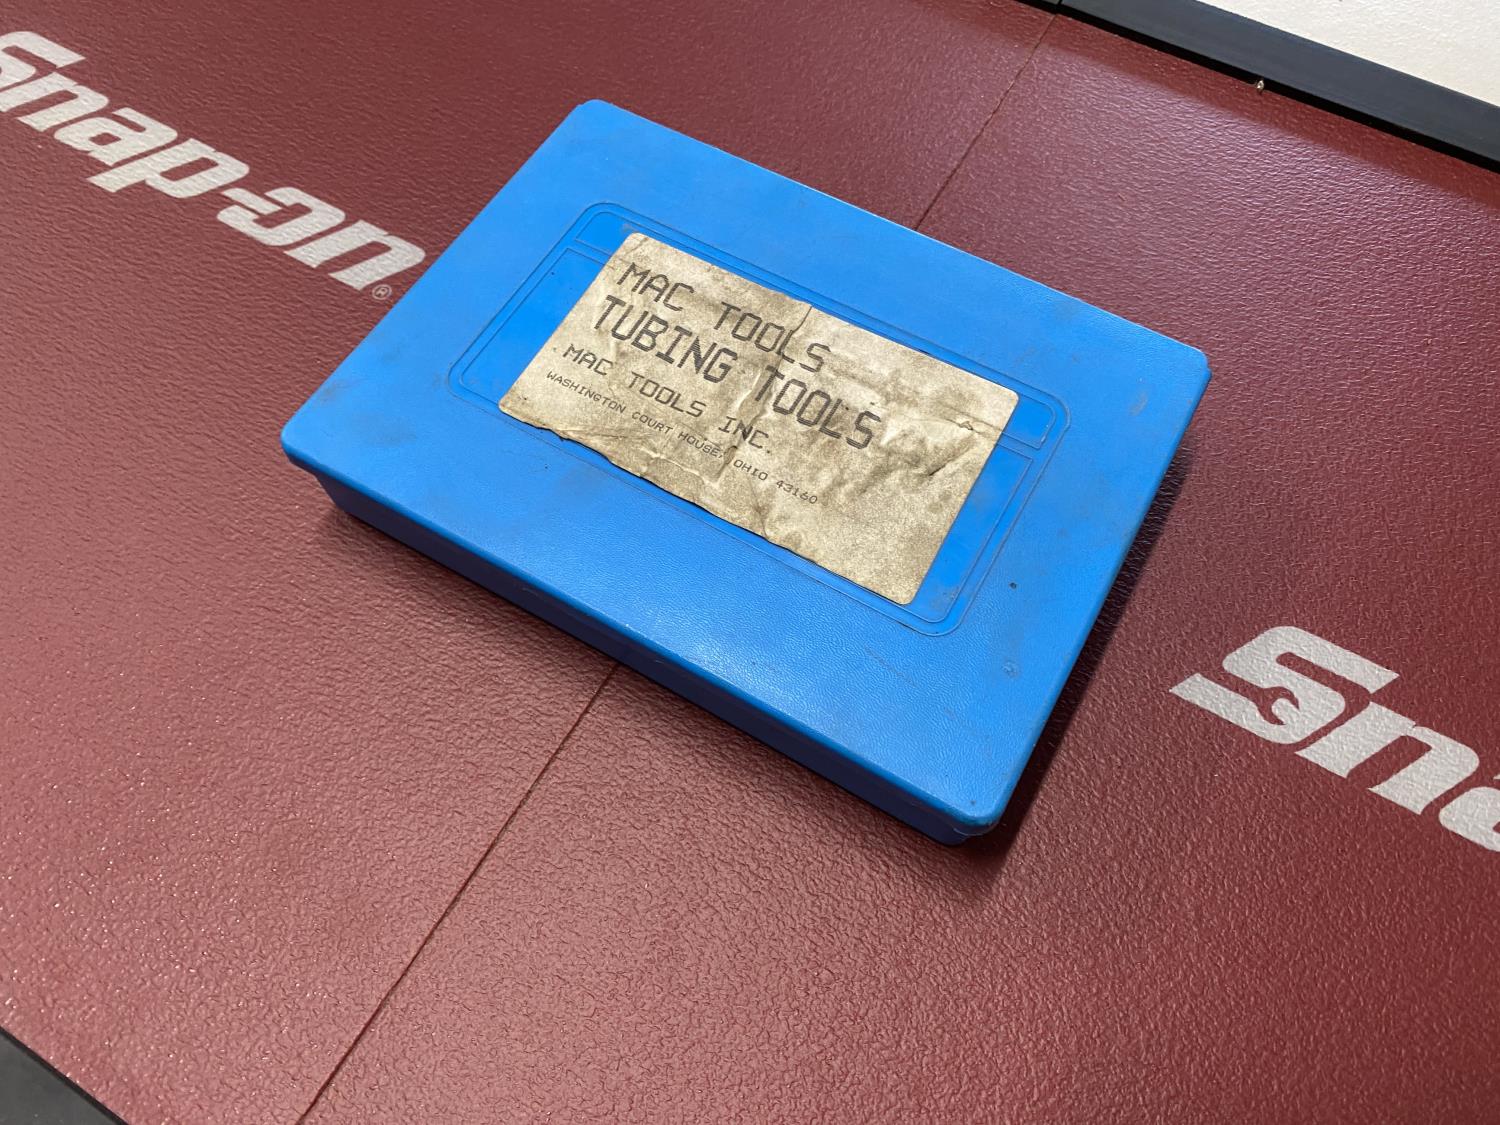 Snap-on®
MAC TOOLS
TUBING TOOLS
MAC TOOLS INC.
WASHINGTON COURT HOUSE, OHIO 43160
Sna